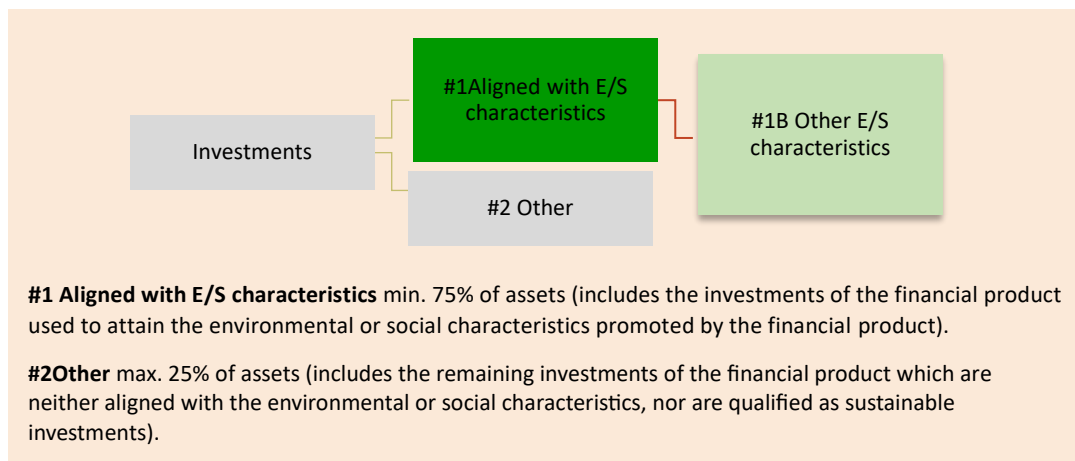 #1Aligned with E/S
characteristics
#1B Other E/S
characteristics
Investments
#2 Other
#1 Aligned with E/S characteristics min. 75% of assets (includes the investments of the financial product
used to attain the environmental or social characteristics promoted by the financial product).
#2Other max. 25% of assets (includes the remaining investments of the financial product which are
neither aligned with the environmental or social characteristics, nor are qualified as sustainable
investments).